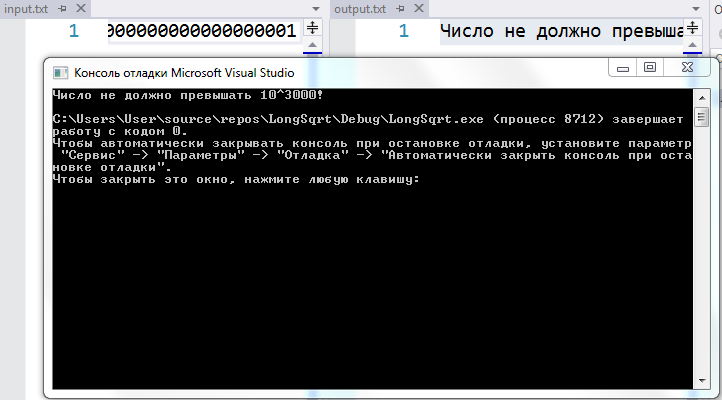 input.txt
output.txt
1
00000000000000000001
1
Число не должно превыша
Консоль отладки Microsoft Visual Studio
Число не должно превышать 10^3000!
C:\Users\User\source\repos\LongSqrt\Debug\LongSqrt.exe (процесс 8712) завершает
работу с кодом 0.
Чтобы автоматически закрывать консоль при остановке отладки, установите параметр
"Сервис" -> "Параметры" -> "Отладка" -> "Автоматически закрыть консоль при оста
новке отладки".
Чтобы закрыть это окно, нажмите любую клавишу: